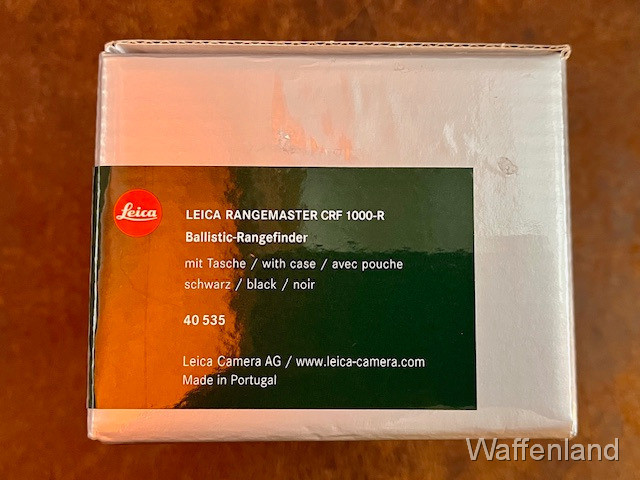 Leica
LEICA RANGEMASTER CRF 1000-R
Ballistic-Rangefinder
mit Tasche / with case / avec pouche
schwarz / black / noir
40 535
Leica Camera AG / www.leica-camera.com
Made in Portugal
Waffenland